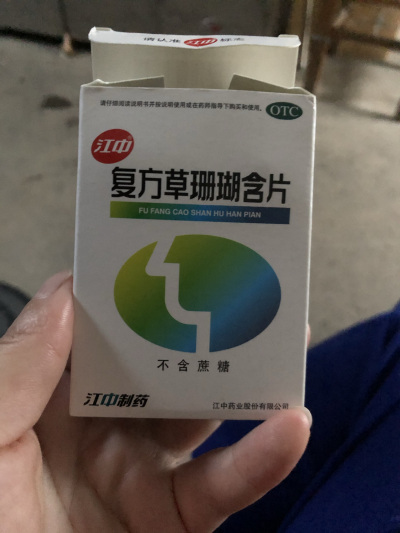 请认准 江中 标志
请仔细阅读说明书并按说明使用或在药师指导下购买和使用。
OTC
江中
复方草珊瑚含片
FU FANG CAO SHAN HU HAN PIAN
不含蔗糖
江中制药
江中药业股份有限公司